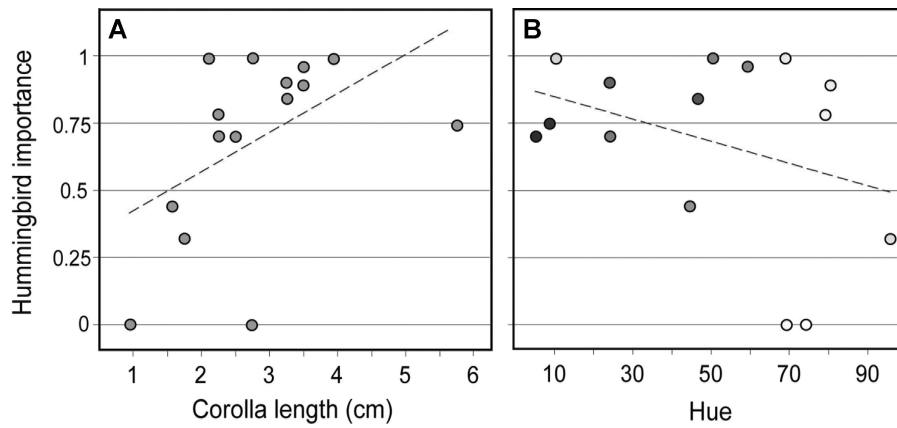 A
B
Hummingbird importance
1
0.75
0.5
0.25
0
1 2 3 4 5 6
Corolla length (cm)
10 30 50 70 90
Hue